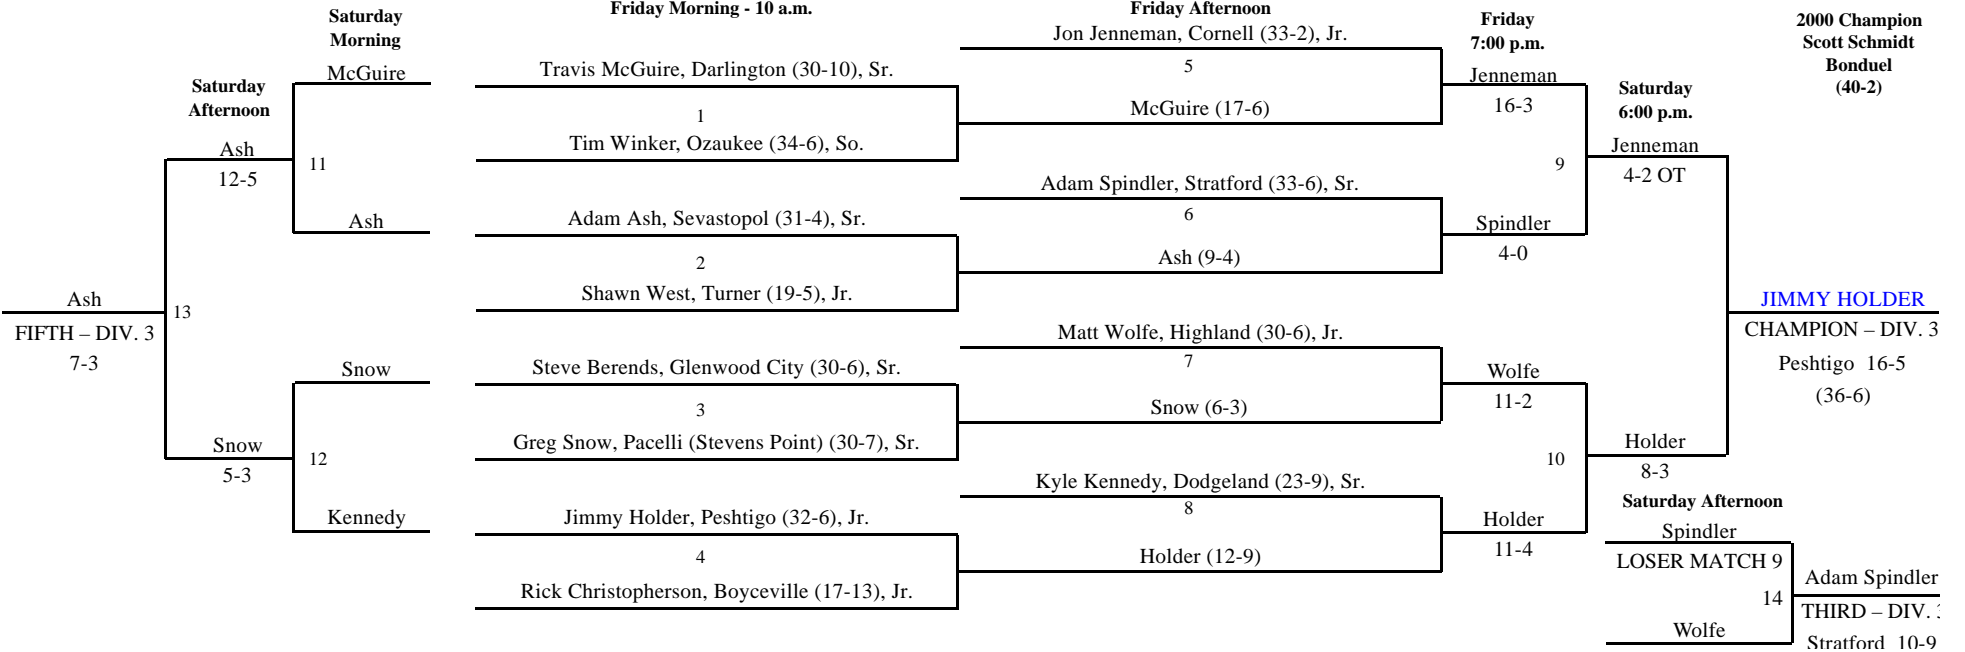 Saturday
Morning
McGuire
Saturday
Afternoon
Ash
12-5
11
Ash
Ash
FIFTH – DIV. 3
7-3
13
Snow
Snow
5-3
12
Kennedy
Friday Morning - 10 a.m.
Travis McGuire, Darlington (30-10), Sr.
1
Tim Winker, Ozaukee (34-6), So.
Adam Ash, Sevastopol (31-4), Sr.
2
Shawn West, Turner (19-5), Jr.
Steve Berends, Glenwood City (30-6), Sr.
3
Greg Snow, Pacelli (Stevens Point) (30-7), Sr.
Jimmy Holder, Peshtigo (32-6), Jr.
4
Rick Christopherson, Boyceville (17-13), Jr.
Friday Afternoon
Jon Jenneman, Cornell (33-2), Jr.
5
McGuire (17-6)
Adam Spindler, Stratford (33-6), Sr.
6
Ash (9-4)
Matt Wolfe, Highland (30-6), Jr.
7
Snow (6-3)
Kyle Kennedy, Dodgeland (23-9), Sr.
8
Holder (12-9)
Friday
7:00 p.m.
Jenneman
16-3
9
Spindler
4-0
Wolfe
11-2
10
Holder
11-4
Saturday
6:00 p.m.
Jenneman
4-2 OT
Holder
8-3
2000 Champion
Scott Schmidt
Bonduel
(40-2)
JIMMY HOLDER
CHAMPION – DIV. 3
Peshtigo 16-5
(36-6)
Saturday Afternoon
Spindler
LOSER MATCH 9
14
Wolfe
Adam Spindler
THIRD – DIV. 3
Stratford 10-9